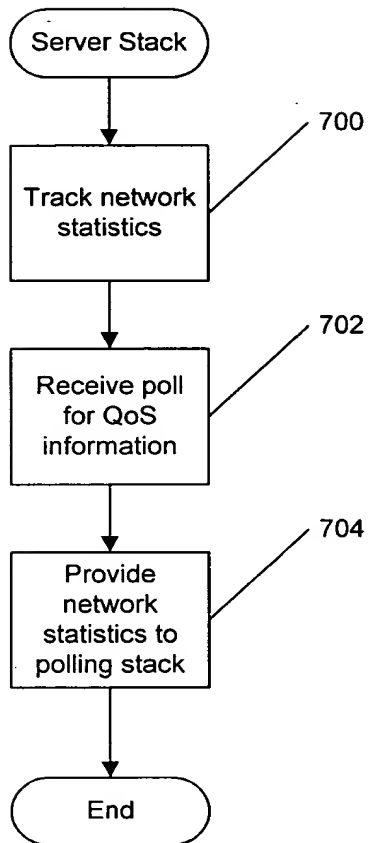 Server Stack
700
Track network
statistics
702
Receive poll
for QoS
information
704
Provide
network
statistics to
polling stack
End